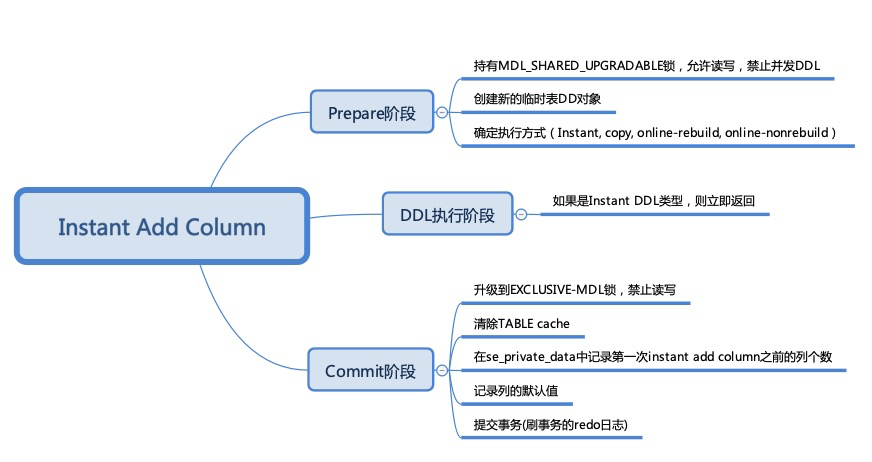 Instant Add Column
Prepare阶段
持有MDL_SHARED_UPGRADABLE锁，允许读写，禁止并发DDL
创建新的临时表DD对象
确定执行方式（Instant, copy, online-rebuild, online-nonrebuild）
DDL执行阶段
如果是Instant DDL类型，则立即返回
Commit阶段
升级到EXCLUSIVE-MDL锁，禁止读写
清除TABLE cache
在se_private_data中记录第一次instant add column之前的列个数
记录列的默认值
提交事务(刷事务的redo日志)